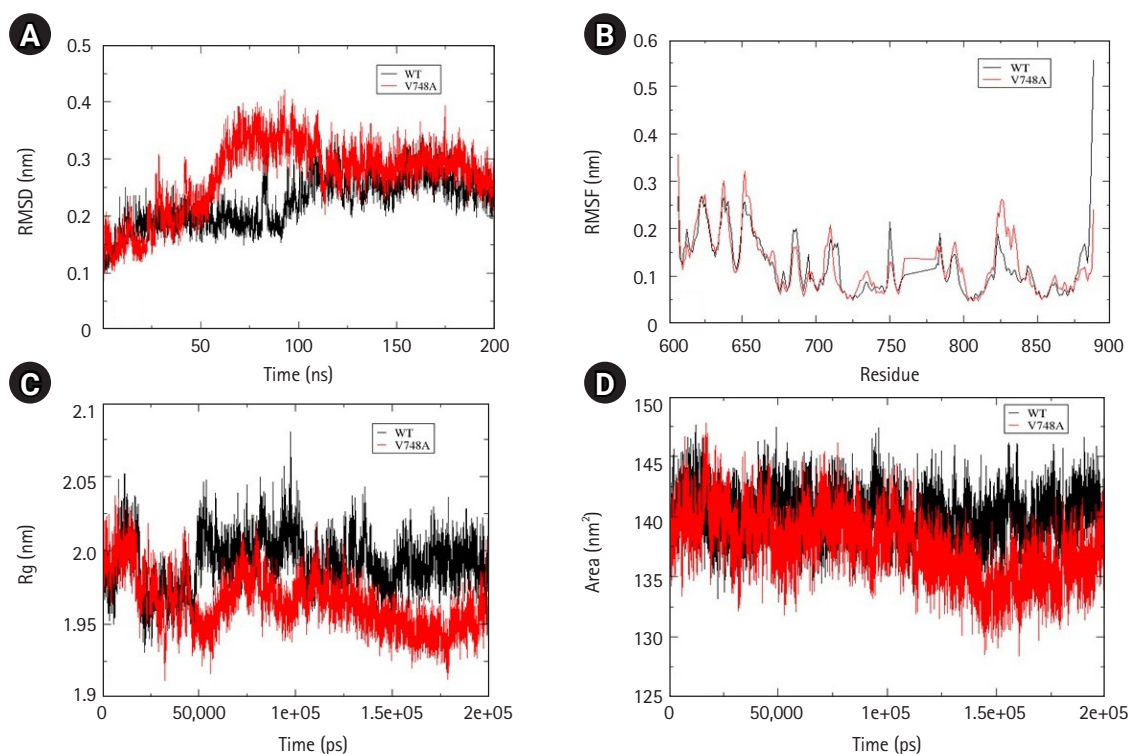 A
0.5
0.4
0.3
0.2
0.1
0
RMSD (nm)
WT
V748A
50
100
150
200
Time (ns)
B
0.6
0.5
0.4
0.3
0.2
0.1
0
RMSF (nm)
WT
V748A
600
650
700
750
800
850
900
Residue
C
2.1
2.05
2.0
1.95
1.9
Rg (nm)
WT
V748A
0
50,000
1e+05
1.5e+05
2e+05
Time (ps)
D
150
145
140
135
130
125
Area (nm²)
WT
V748A
0
50,000
1e+05
1.5e+05
2e+05
Time (ps)